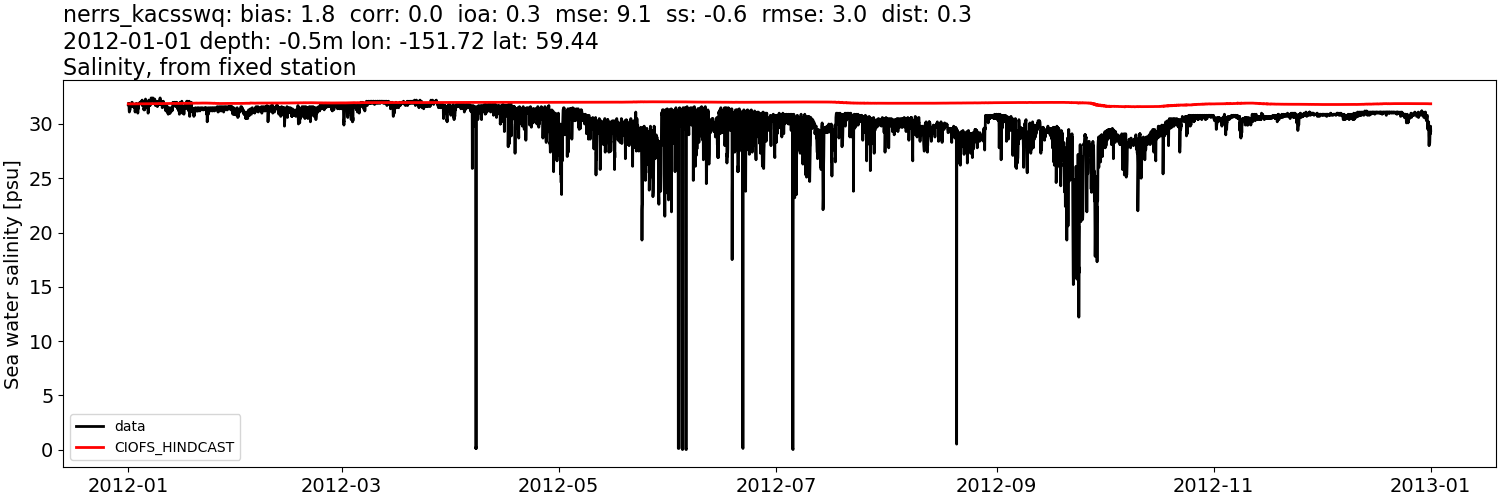 nerrs_kacsswq: bias: 1.8  corr: 0.0  ioa: 0.3  mse: 9.1  ss: -0.6  rmse: 3.0  dist: 0.3
2012-01-01 depth: -0.5m lon: -151.72 lat: 59.44
Salinity, from fixed station
Sea water salinity [psu]
30
25
20
15
10
5
0
data
CIOFS_HINDCAST
2012-01
2012-03
2012-05
2012-07
2012-09
2012-11
2013-01